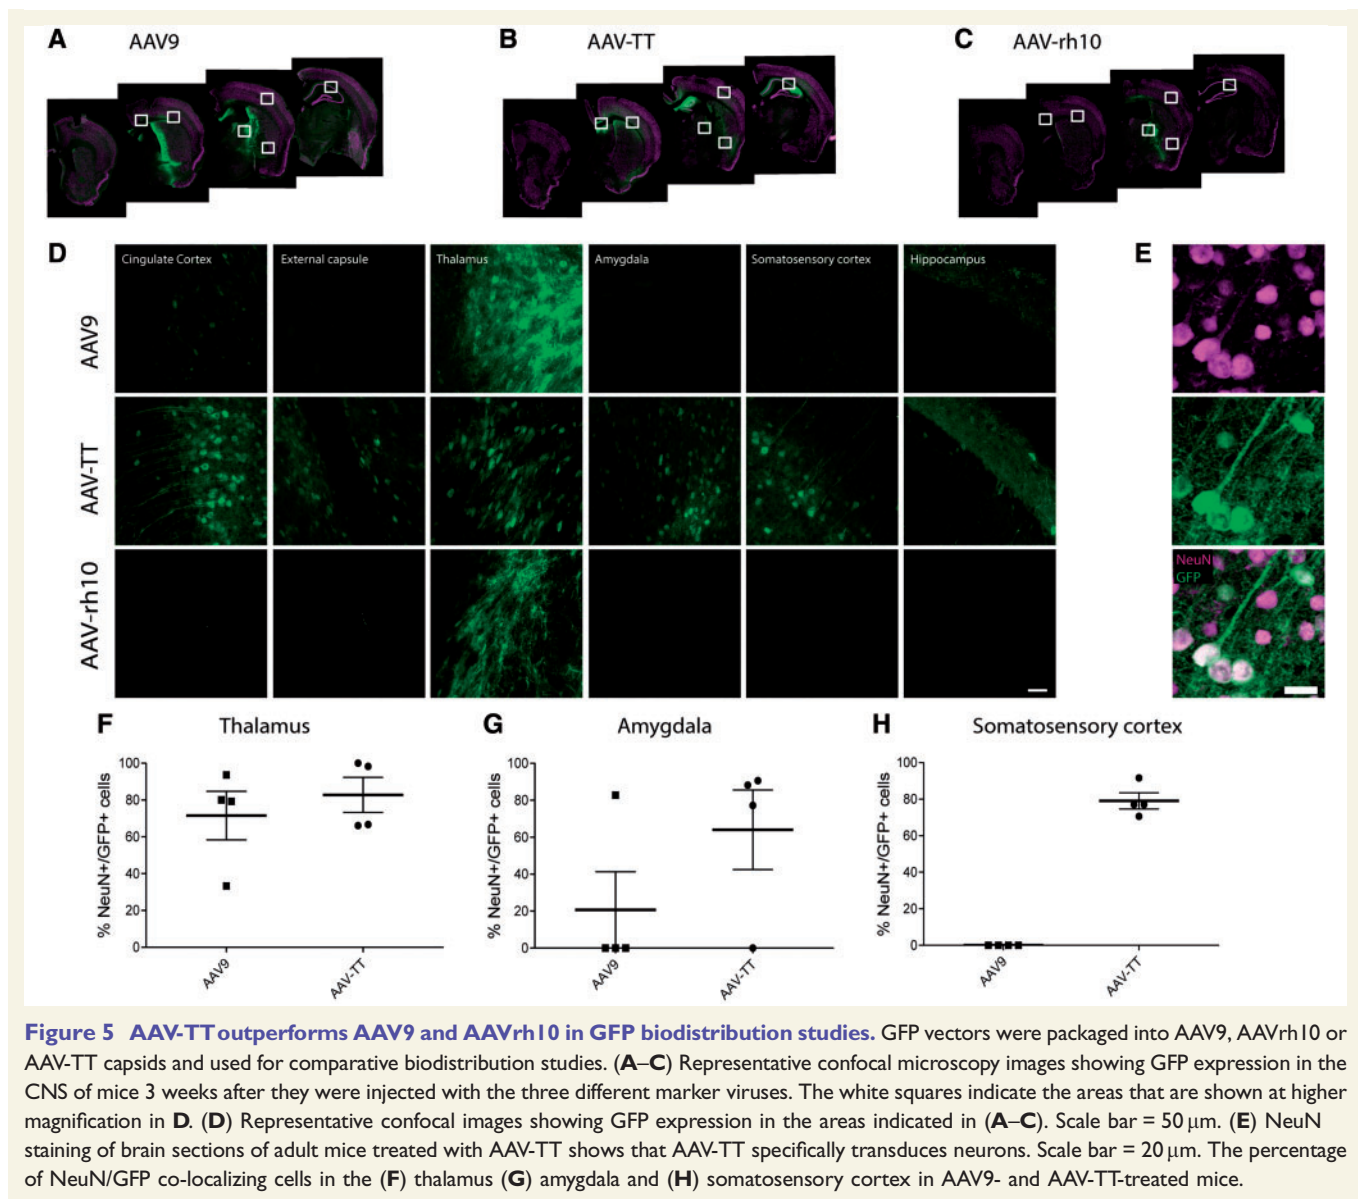 A AAV9 B AAV-TT C AAV-rh10
D E
Cingulate Cortex External capsule Thalamus Amygdala Somatosensory cortex Hippocampus
AAV9
AAV-TT
AAV-rh10
NeuN
GFP
F Thalamus
% NeuN+/GFP+ cells
100
80
60
40
20
0
AAV9 AAV-TT
G Amygdala
% NeuN+/GFP+ cells
100
80
60
40
20
0
AAV9 AAV-TT
H Somatosensory cortex
% NeuN+/GFP+ cells
100
80
60
40
20
0
AAV9 AAV-TT
Figure 5 AAV-TT outperforms AAV9 and AAVrh10 in GFP biodistribution studies. GFP vectors were packaged into AAV9, AAVrh10 or
AAV-TT capsids and used for comparative biodistribution studies. (A–C) Representative confocal microscopy images showing GFP expression in the
CNS of mice 3 weeks after they were injected with the three different marker viruses. The white squares indicate the areas that are shown at higher
magnification in D. (D) Representative confocal images showing GFP expression in the areas indicated in (A–C). Scale bar = 50 μm. (E) NeuN
staining of brain sections of adult mice treated with AAV-TT shows that AAV-TT specifically transduces neurons. Scale bar = 20 μm. The percentage
of NeuN/GFP co-localizing cells in the (F) thalamus (G) amygdala and (H) somatosensory cortex in AAV9- and AAV-TT-treated mice.